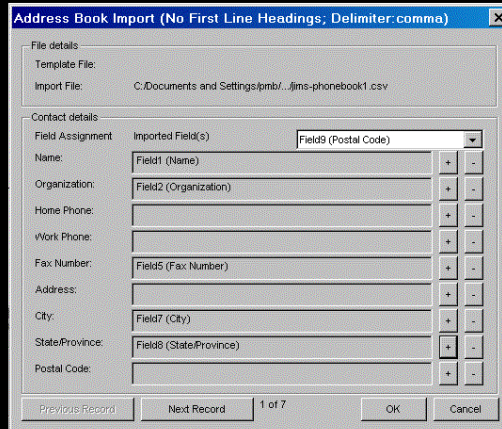 Address Book Import (No First Line Headings; Delimiter:comma)
File details
Template File:
Import File: C:/Documents and Settings/pmb/.../jims-phonebook1.csv
Contact details
Field Assignment Imported Field(s) Field9 (Postal Code)
Name: Field1 (Name) + -
Organization: Field2 (Organization) + -
Home Phone: + -
Work Phone: + -
Fax Number: Field5 (Fax Number) + -
Address: + -
City: Field7 (City) + -
State/Province: Field8 (State/Province) + -
Postal Code: + -
Previous Record Next Record 1 of 7 OK Cancel